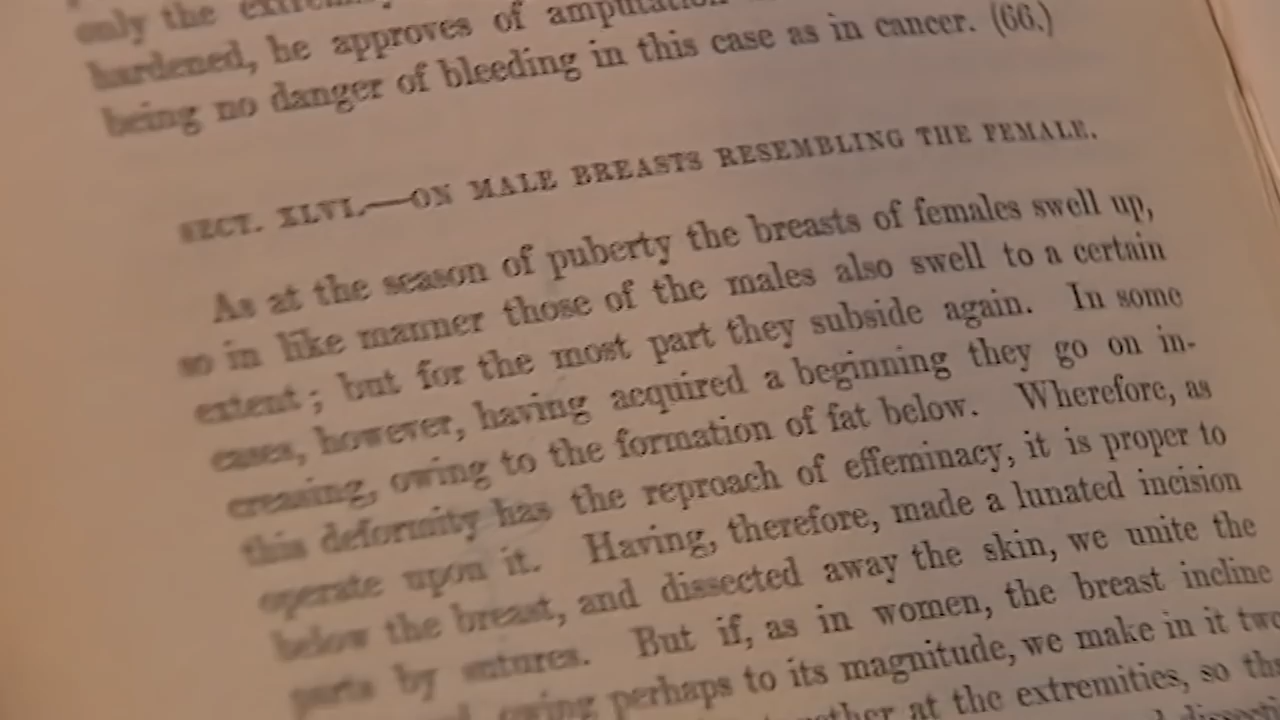 only the
hardened, he approves of amputation
being no danger of bleeding in this case as in cancer. (66.)
SECT. XLVI.—ON MALE BREASTS RESEMBLING THE FEMALE.
As at the season of puberty the breasts of females swell up,
so in like manner those of the males also swell to a certain
extent; but for the most part they subside again. In some
cases, however, having acquired a beginning they go on in-
creasing, owing to the formation of fat below. Wherefore, as
this deformity has the reproach of effeminacy, it is proper to
operate upon it. Having, therefore, made a lunated incision
below the breast, and dissected away the skin, we unite the
parts by sutures. But if, as in women, the breast incline
owing perhaps to its magnitude, we make in it two
at the extremities, so